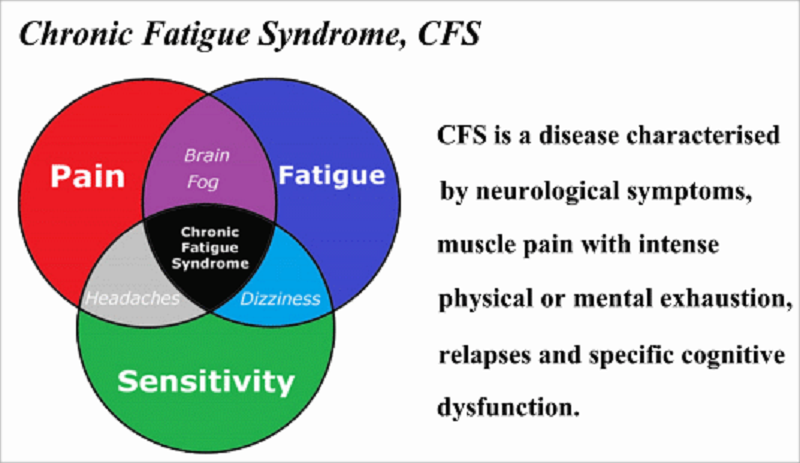 Chronic Fatigue Syndrome, CFS
Brain
Fog
Pain
Fatigue
Chronic
Fatigue
Syndrome
Headaches
Dizziness
Sensitivity
CFS is a disease characterised
by neurological symptoms,
muscle pain with intense
physical or mental exhaustion,
relapses and specific cognitive
dysfunction.